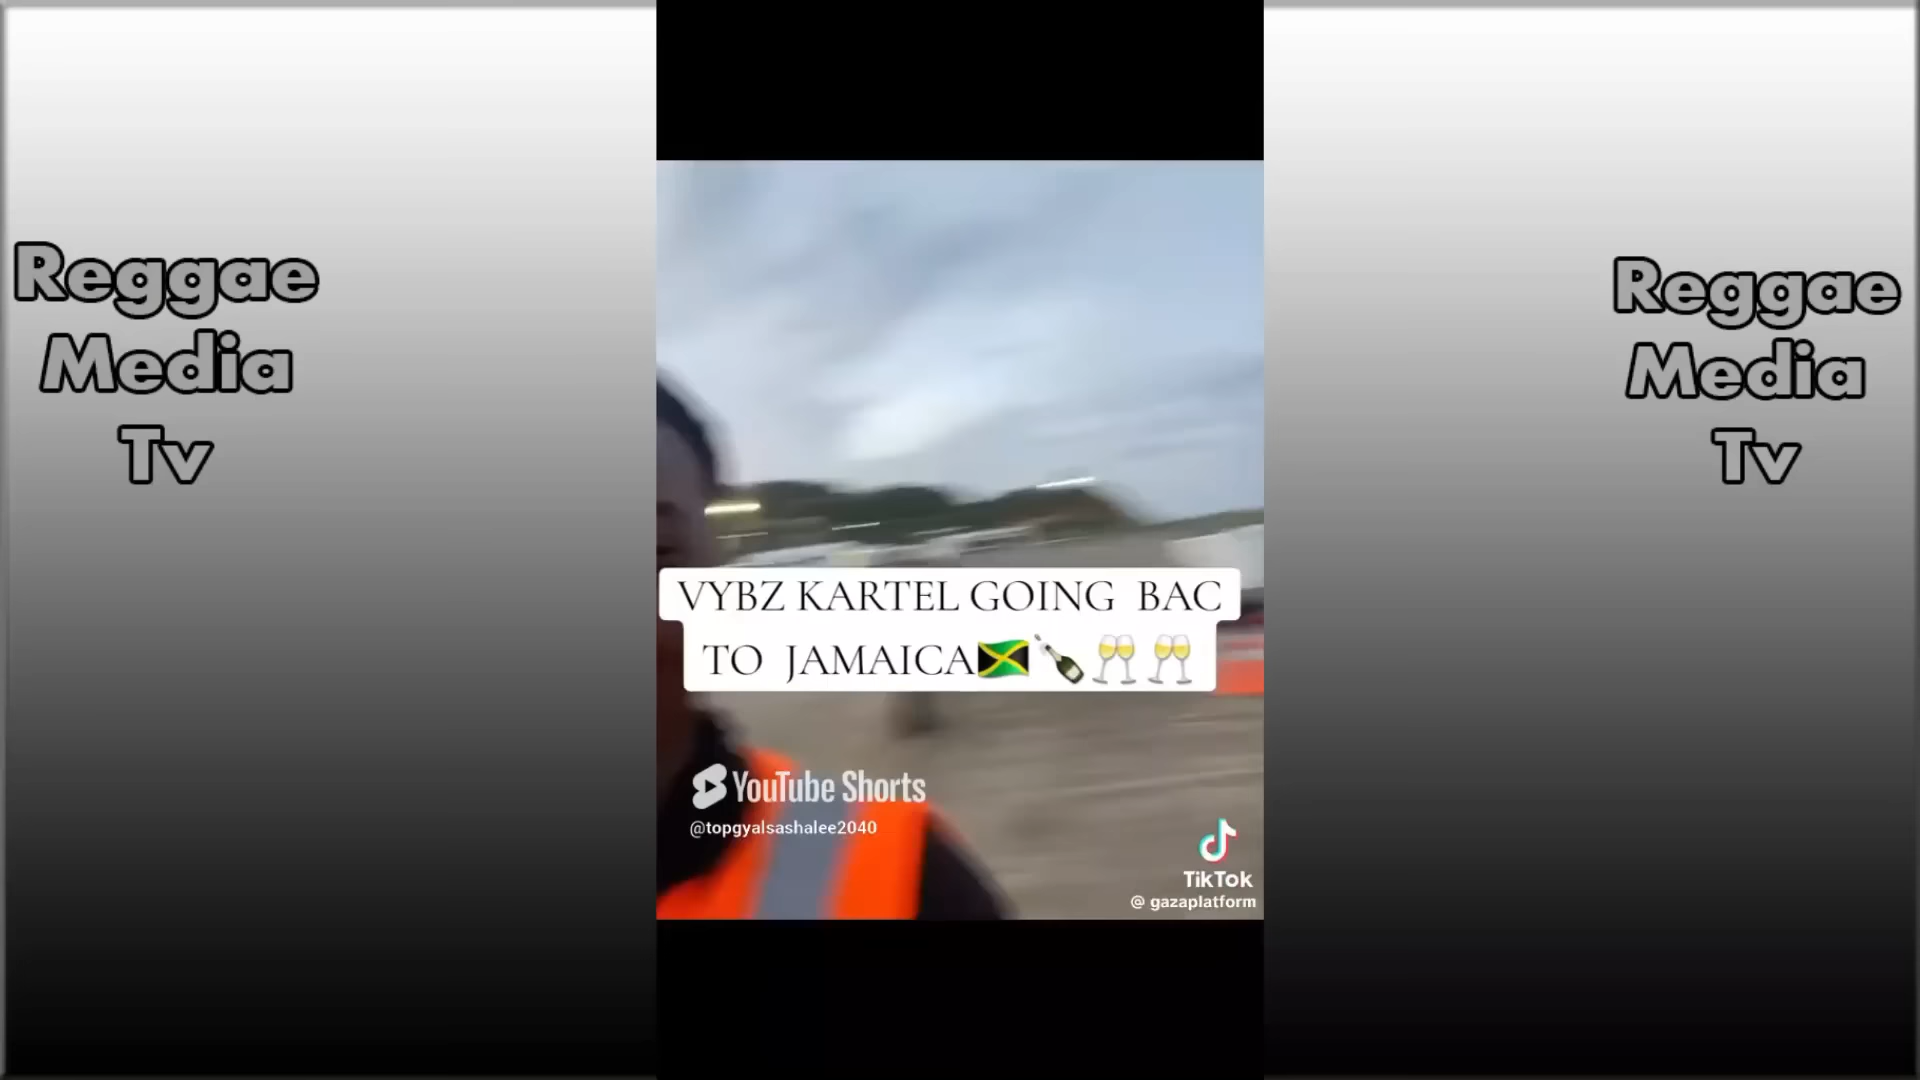 Reggae
Media
Tv
VYBZ KARTEL GOING BAC
TO JAMAICA🇯🇲🍾🥂🥂
YouTube Shorts
@topgyalsashalee2040
TikTok
@ gazaplatform
Reggae
Media
Tv